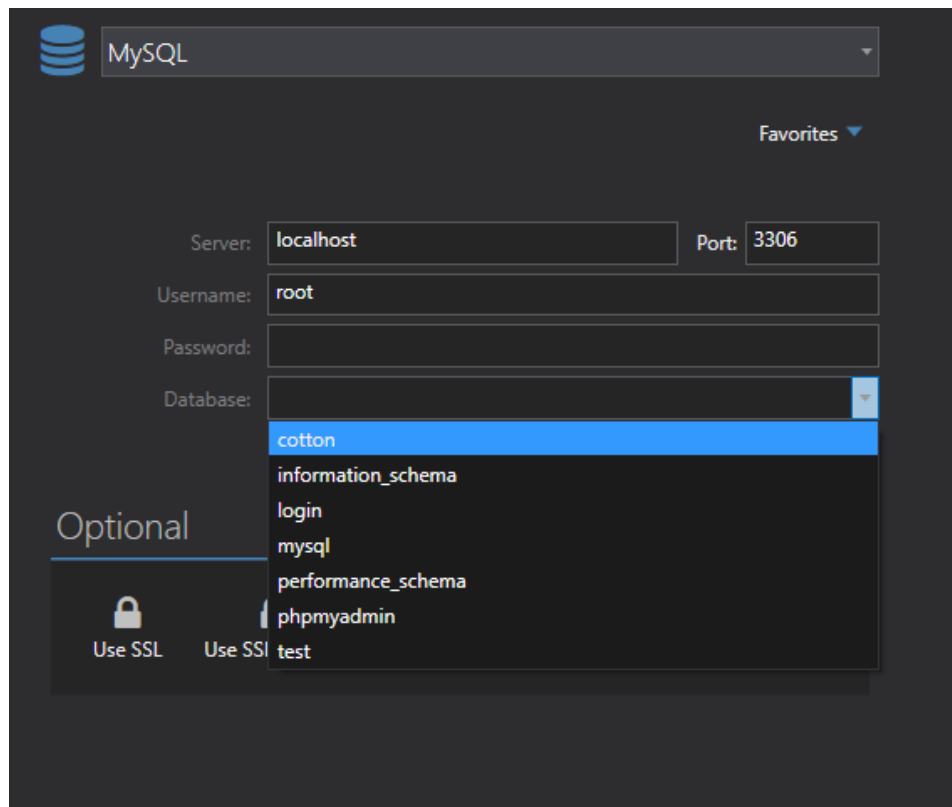 MySQL
Favorites
Server: localhost Port: 3306
Username: root
Password:
Database:
cotton
information_schema
login
mysql
performance_schema
phpmyadmin
test
Optional
Use SSL Use SSI